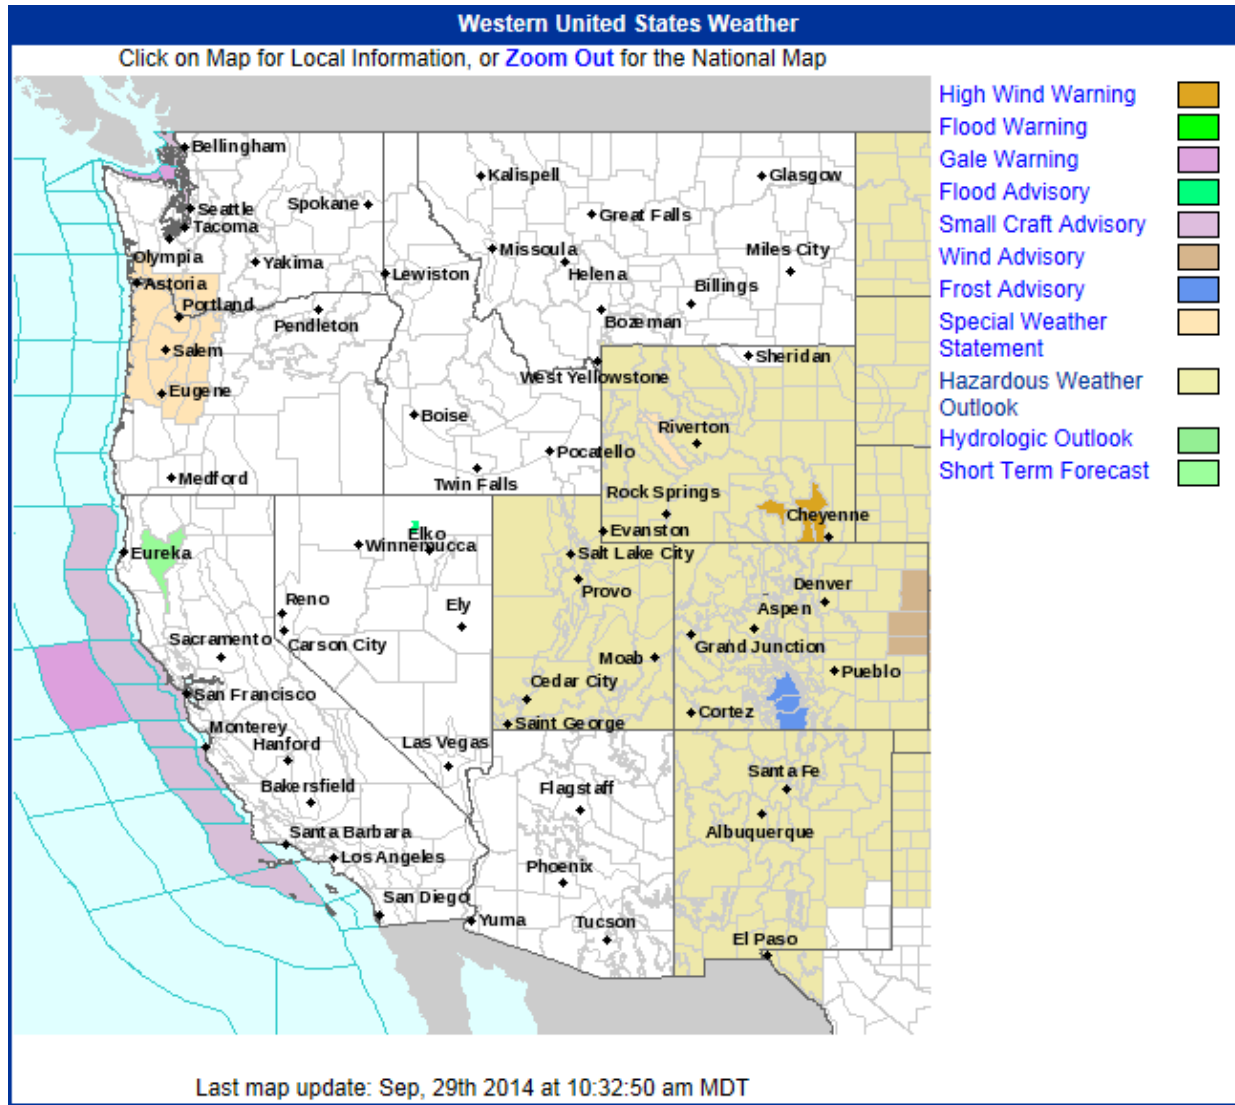 Western United States Weather
Click on Map for Local Information, or Zoom Out for the National Map
High Wind Warning
Flood Warning
Gale Warning
Flood Advisory
Small Craft Advisory
Wind Advisory
Frost Advisory
Special Weather
Statement
Hazardous Weather
Outlook
Hydrologic Outlook
Short Term Forecast
Bellingham
Kalispell
Glasgow
Seattle
Spokane
Great Falls
Tacoma
Olympia
Yakima
Missoula
Miles City
Lewiston
Helena
Astoria
Billings
Portland
Pendleton
Bozeman
Salem
Sheridan
West Yellowstone
Eugene
Boise
Riverton
Pocatello
Medford
Twin Falls
Rock Springs
Cheyenne
Elko
Evanston
Winnemucca
Eureka
Salt Lake City
Denver
Provo
Reno
Ely
Aspen
Sacramento
Carson City
Grand Junction
Moab
Pueblo
Cedar City
San Francisco
Cortez
Saint George
Monterey
Hanford
Las Vegas
Santa Fe
Bakersfield
Flagstaff
Albuquerque
Santa Barbara
Los Angeles
Phoenix
San Diego
Yuma
Tucson
El Paso
Last map update: Sep, 29th 2014 at 10:32:50 am MDT